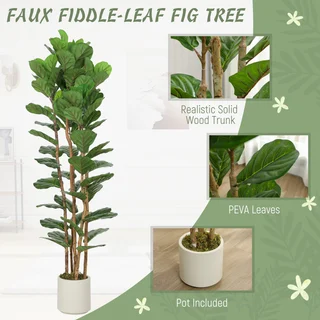 FAUX FIDDLE-LEAF FIG TREE
Realistic Solid
Wood Trunk
PEVA Leaves
Pot Included